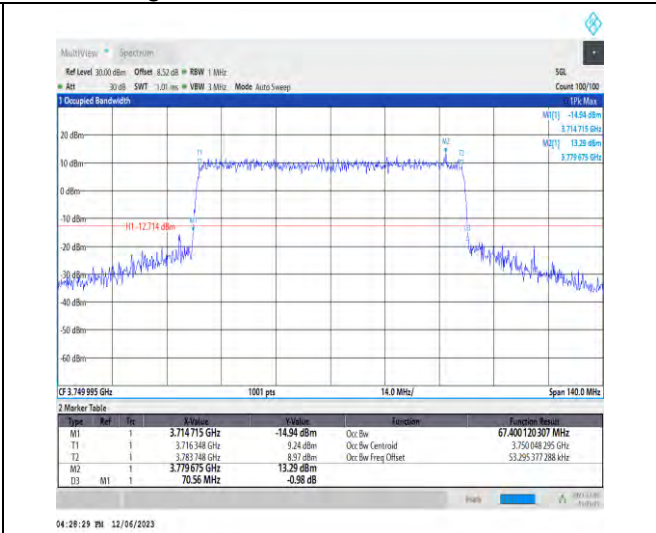 MultiView Spectrum
Ref Level 30.00 dBm Offset 8.52 dB RBW 1 MHz SGL
Att 30 dB SWT 1.01 ms VBW 3 MHz Mode Auto Sweep Count 100/100
1 Occupied Bandwidth 1Pk Max
M1[1] -14.94 dBm
3.714 715 GHz
20 dBm
M2[1] 13.29 dBm
3.779 675 GHz
M2
T1 T2
10 dBm
0 dBm
-10 dBm
H1 -12.714 dBm
-20 dBm
-30 dBm
-40 dBm
-50 dBm
-60 dBm
CF 3.749 995 GHz 1001 pts 14.0 MHz/ Span 140.0 MHz
2 Marker Table
Type Ref Trc X-Value Y-Value Function Function Result
M1 1 3.714 715 GHz -14.94 dBm Occ Bw 67.400 120 307 MHz
T1 1 3.716 348 GHz 9.24 dBm Occ Bw Centroid 3.750 048 295 GHz
T2 1 3.783 748 GHz 8.97 dBm Occ Bw Freq Offset 53.295 377 288 kHz
M2 1 3.779 675 GHz 13.29 dBm
D3 M1 1 70.56 MHz -0.98 dB
04:28:29 PM 12/06/2023